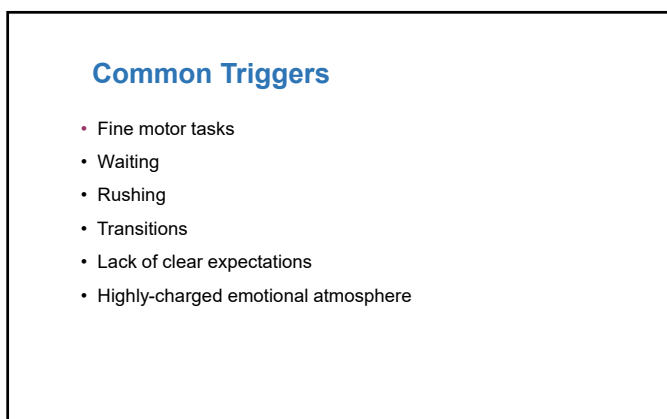 Common Triggers
• Fine motor tasks
• Waiting
• Rushing
• Transitions
• Lack of clear expectations
• Highly-charged emotional atmosphere